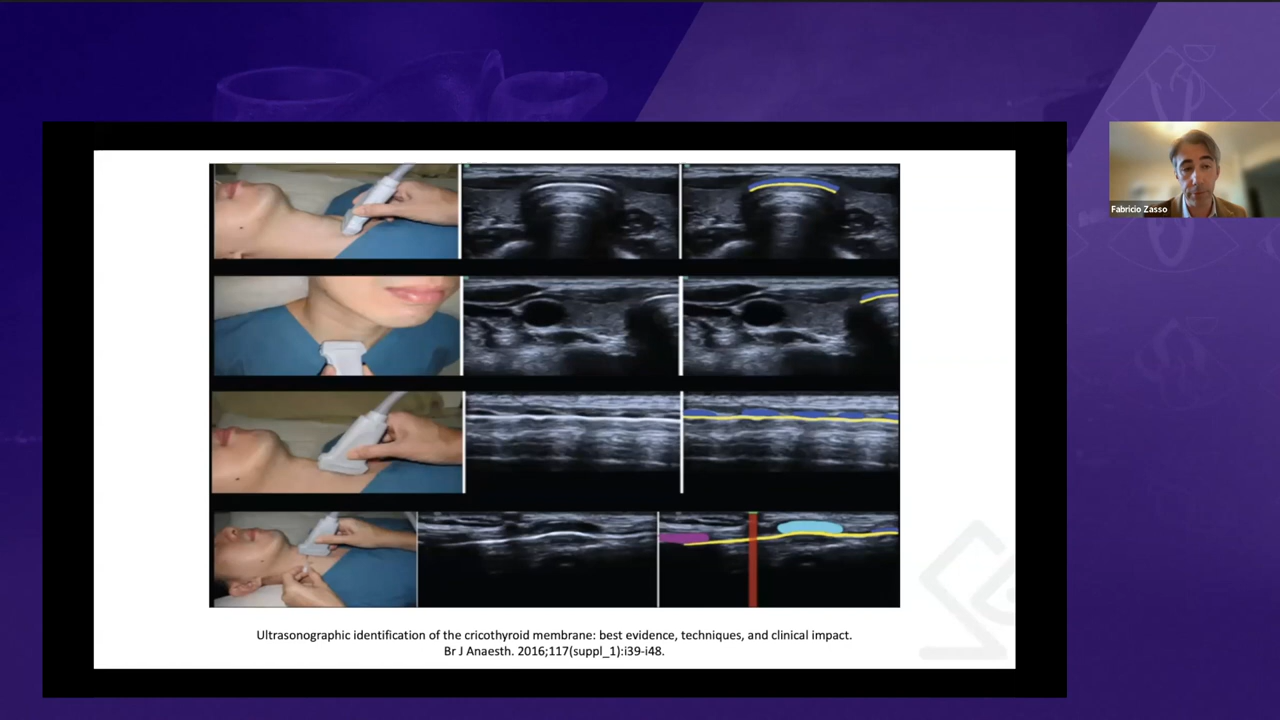 Fabricio Zasso
Ultrasonographic identification of the cricothyroid membrane: best evidence, techniques, and clinical impact.
Br J Anaesth. 2016;117(suppl_1):i39-i48.